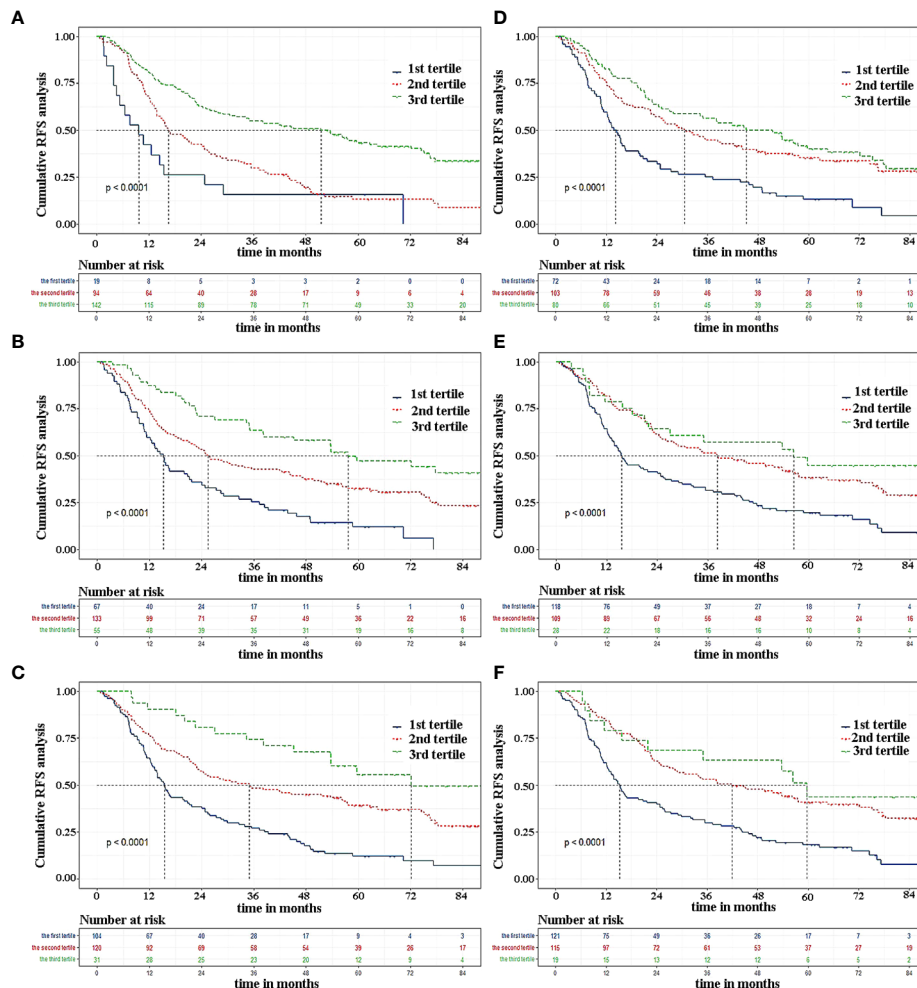 A
Cumulative RFS analysis
1.00
0.75
0.50
0.25
0.00
1st tertile
2nd tertile
3rd tertile
p < 0.0001
0 12 24 36 48 60 72 84
time in months
Number at risk
the first tertile 19 8 5 3 3 2 0 0
the second tertile 94 64 40 28 17 9 6 4
the third tertile 142 115 89 78 71 49 33 20
0 12 24 36 48 60 72 84
time in months
B
Cumulative RFS analysis
1.00
0.75
0.50
0.25
0.00
1st tertile
2nd tertile
3rd tertile
p < 0.0001
0 12 24 36 48 60 72 84
time in months
Number at risk
the first tertile 67 40 24 17 11 5 1 0
the second tertile 133 99 71 57 49 36 22 16
the third tertile 55 48 39 35 31 19 16 8
0 12 24 36 48 60 72 84
time in months
C
Cumulative RFS analysis
1.00
0.75
0.50
0.25
0.00
1st tertile
2nd tertile
3rd tertile
p < 0.0001
0 12 24 36 48 60 72 84
time in months
Number at risk
the first tertile 104 67 40 28 17 9 4 3
the second tertile 120 92 69 58 54 39 26 17
the third tertile 31 28 25 23 20 12 9 4
0 12 24 36 48 60 72 84
time in months
D
Cumulative RFS analysis
1.00
0.75
0.50
0.25
0.00
1st tertile
2nd tertile
3rd tertile
p < 0.0001
0 12 24 36 48 60 72 84
time in months
Number at risk
the first tertile 72 43 24 18 14 7 2 1
the second tertile 103 78 59 46 38 26 19 13
the third tertile 80 66 51 45 39 25 18 10
0 12 24 36 48 60 72 84
time in months
E
Cumulative RFS analysis
1.00
0.75
0.50
0.25
0.00
1st tertile
2nd tertile
3rd tertile
p < 0.0001
0 12 24 36 48 60 72 84
time in months
Number at risk
the first tertile 118 76 49 37 27 18 7 4
the second tertile 109 89 67 56 48 32 24 16
the third tertile 28 22 18 16 16 10 8 4
0 12 24 36 48 60 72 84
time in months
F
Cumulative RFS analysis
1.00
0.75
0.50
0.25
0.00
1st tertile
2nd tertile
3rd tertile
p < 0.0001
0 12 24 36 48 60 72 84
time in months
Number at risk
the first tertile 121 75 49 36 26 17 7 3
the second tertile 115 97 72 61 53 37 27 19
the third tertile 19 15 13 12 12 6 5 2
0 12 24 36 48 60 72 84
time in months